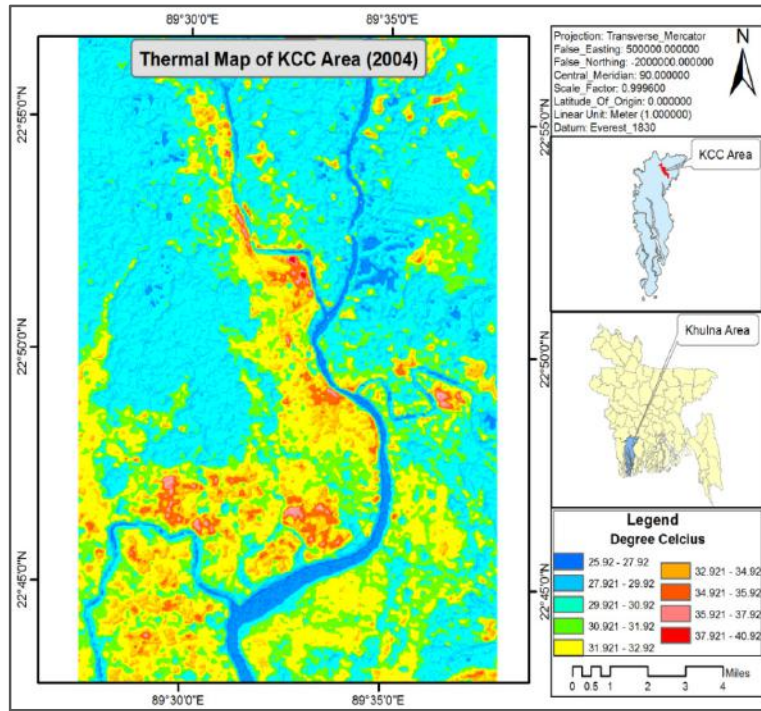 89°30'0"E
89°35'0"E
Thermal Map of KCC Area (2004)
22°55'0"N
22°50'0"N
22°45'0"N
22°55'0"N
22°50'0"N
22°45'0"N
89°30'0"E
89°35'0"E
Projection: Transverse_Mercator
False_Easting: 500000.000000
False_Northing: -2000000.000000
Central_Meridian: 90.000000
Scale_Factor: 0.999600
Latitude_Of_Origin: 0.000000
Linear Unit: Meter (1.000000)
Datum: Everest_1830
N
KCC Area
Khulna Area
Legend
Degree Celcius
25.92 - 27.92
27.921 - 29.92
29.921 - 30.92
30.921 - 31.92
31.921 - 32.92
32.921 - 34.92
34.921 - 35.92
35.921 - 37.92
37.921 - 40.92
Miles
0 0.5 1 2 3 4